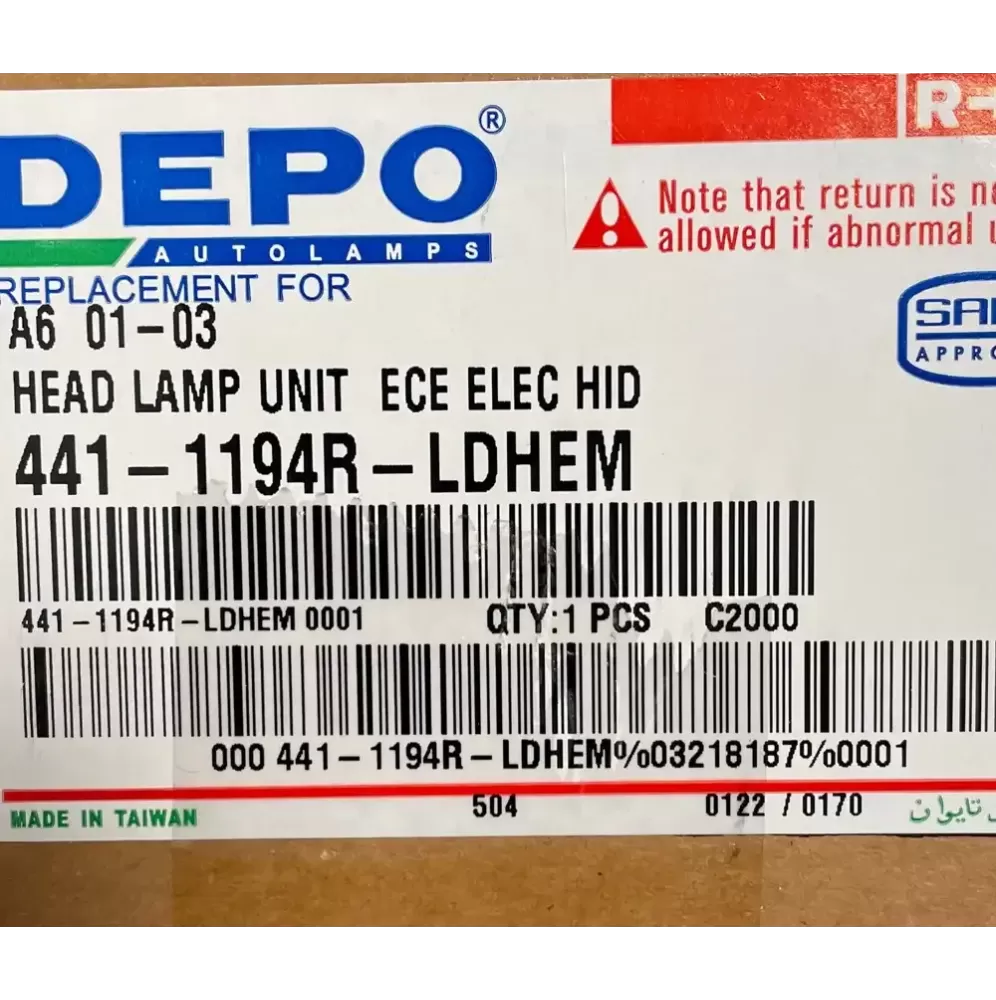 DEPO®
AUTOLAMPS
R-
Note that return is
allowed if abnormal
REPLACEMENT FOR
A6 01-03
APPRO
HEAD LAMP UNIT ECE ELEC HID
441-1194R-LDHEM
441-1194R-LDHEM 0001 QTY:1 PCS C2000
000 441-1194R-LDHEM%03218187%0001
MADE IN TAIWAN 504 0122 / 0170 تايوان